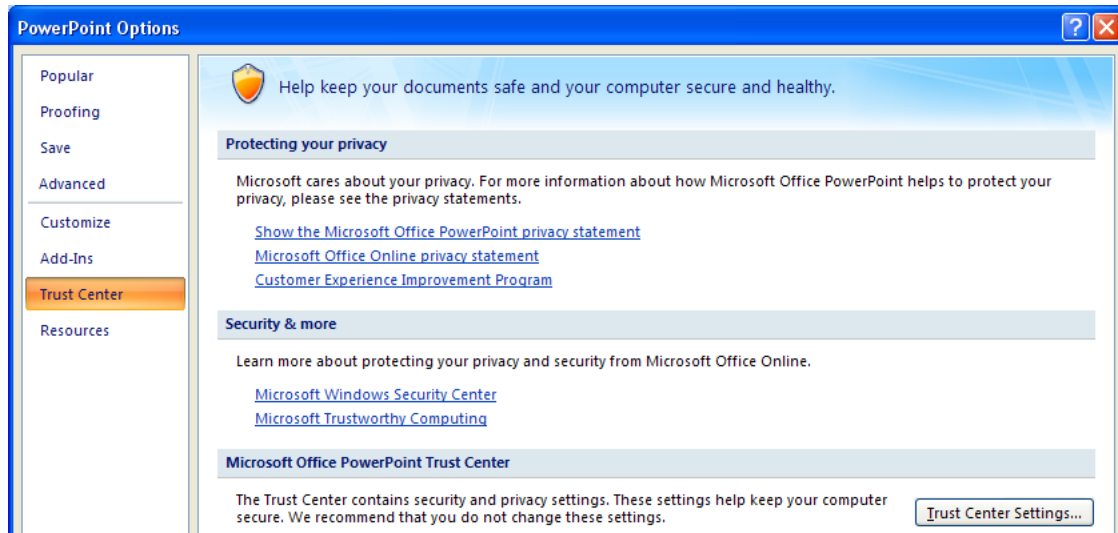 PowerPoint Options
Popular
Proofing
Save
Advanced
Customize
Add-Ins
Trust Center
Resources
Help keep your documents safe and your computer secure and healthy.
Protecting your privacy
Microsoft cares about your privacy. For more information about how Microsoft Office PowerPoint helps to protect your
privacy, please see the privacy statements.
Show the Microsoft Office PowerPoint privacy statement
Microsoft Office Online privacy statement
Customer Experience Improvement Program
Security & more
Learn more about protecting your privacy and security from Microsoft Office Online.
Microsoft Windows Security Center
Microsoft Trustworthy Computing
Microsoft Office PowerPoint Trust Center
The Trust Center contains security and privacy settings. These settings help keep your computer
secure. We recommend that you do not change these settings.
Trust Center Settings...